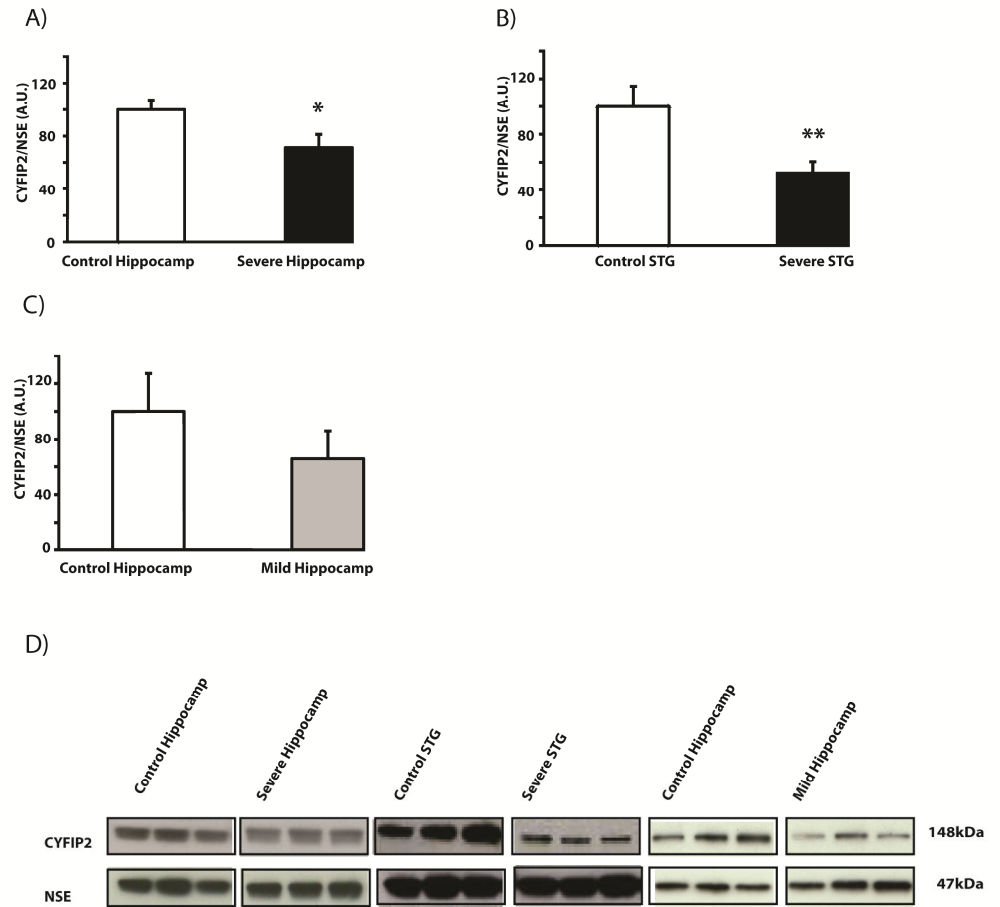 A)
CYFIP2/NSE (A.U.)
120
80
40
0
*
Control Hippocamp
Severe Hippocamp
B)
CYFIP2/NSE (A.U.)
120
80
40
0
**
Control STG
Severe STG
C)
CYFIP2/NSE (A.U.)
120
80
40
0
Control Hippocamp
Mild Hippocamp
D)
Control Hippocamp
Severe Hippocamp
Control STG
Severe STG
Control Hippocamp
Mild Hippocamp
CYFIP2
148kDa
NSE
47kDa